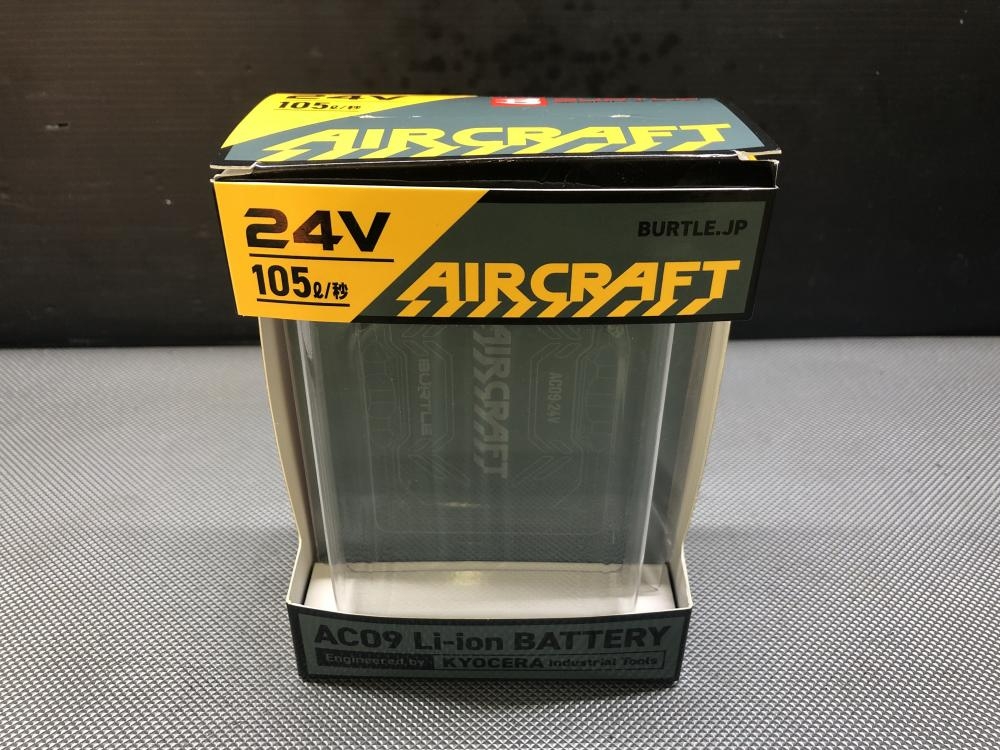 24V
105ℓ/秒
AIRCRAFT
24V
105ℓ/秒
BURTLE.JP
AIRCRAFT
BURTLE
AIRCRAFT
AC09 24V
AC09 Li-ion BATTERY
Engineered by KYOCERA Industrial Tools